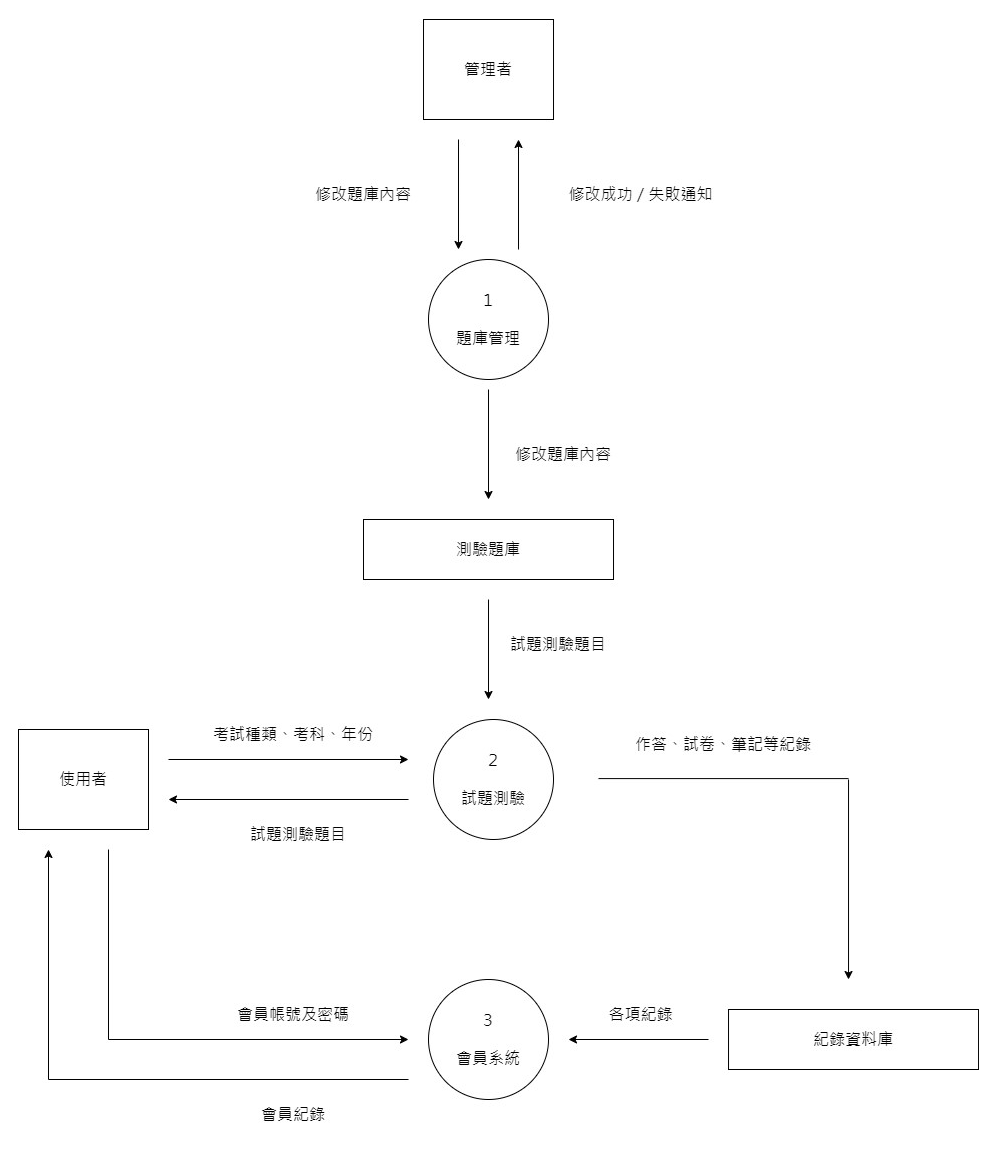 管理者
修改題庫內容
修改成功 / 失敗通知
1
題庫管理
修改題庫內容
測驗題庫
試題測驗題目
考試種類、考科、年份
作答、試卷、筆記等紀錄
使用者
2
試題測驗
試題測驗題目
會員帳號及密碼
3
會員系統
各項紀錄
紀錄資料庫
會員紀錄